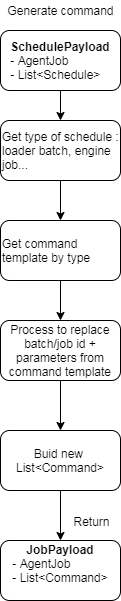 Generate command
SchedulePayload
- AgentJob
- List<Schedule>
Get type of schedule :
loader batch, engine
job...
Get command
template by type
Process to replace
batch/job id +
parameters from
command template
Buid new
List<Command>
Return
JobPayload
- AgentJob
- List<Command>